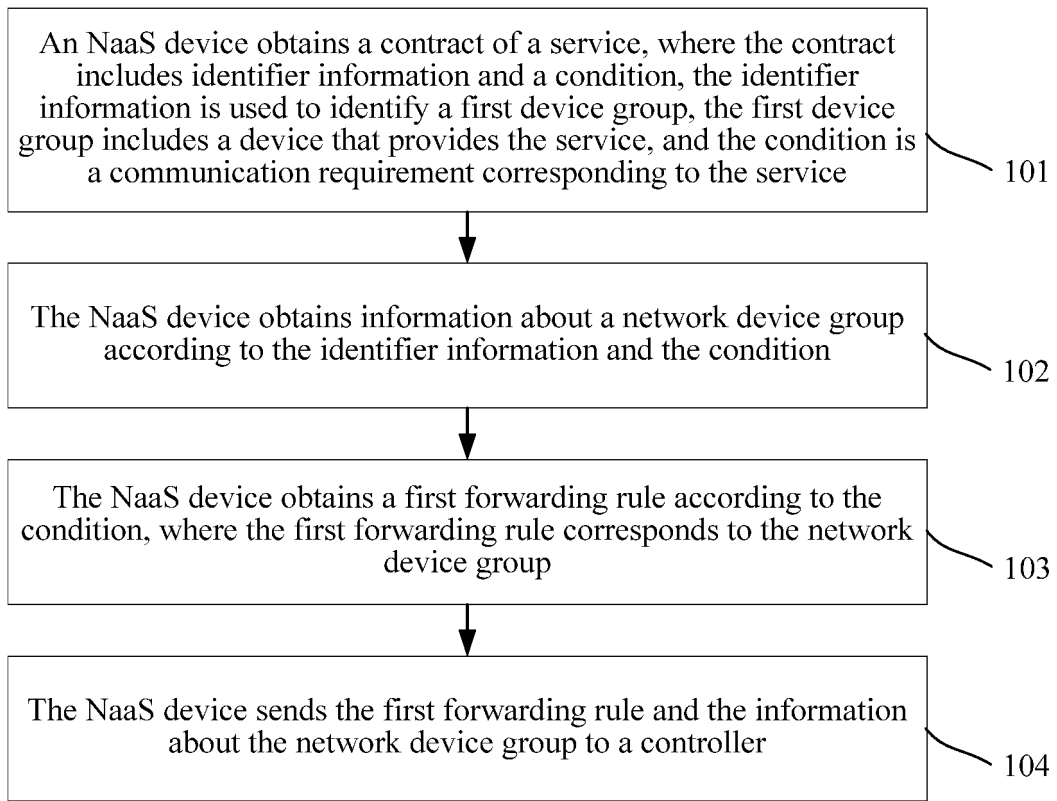 An NaaS device obtains a contract of a service, where the contract
includes identifier information and a condition, the identifier
information is used to identify a first device group, the first device
group includes a device that provides the service, and the condition is
a communication requirement corresponding to the service
101
The NaaS device obtains information about a network device group
according to the identifier information and the condition
102
The NaaS device obtains a first forwarding rule according to the
condition, where the first forwarding rule corresponds to the network
device group
103
The NaaS device sends the first forwarding rule and the information
about the network device group to a controller
104